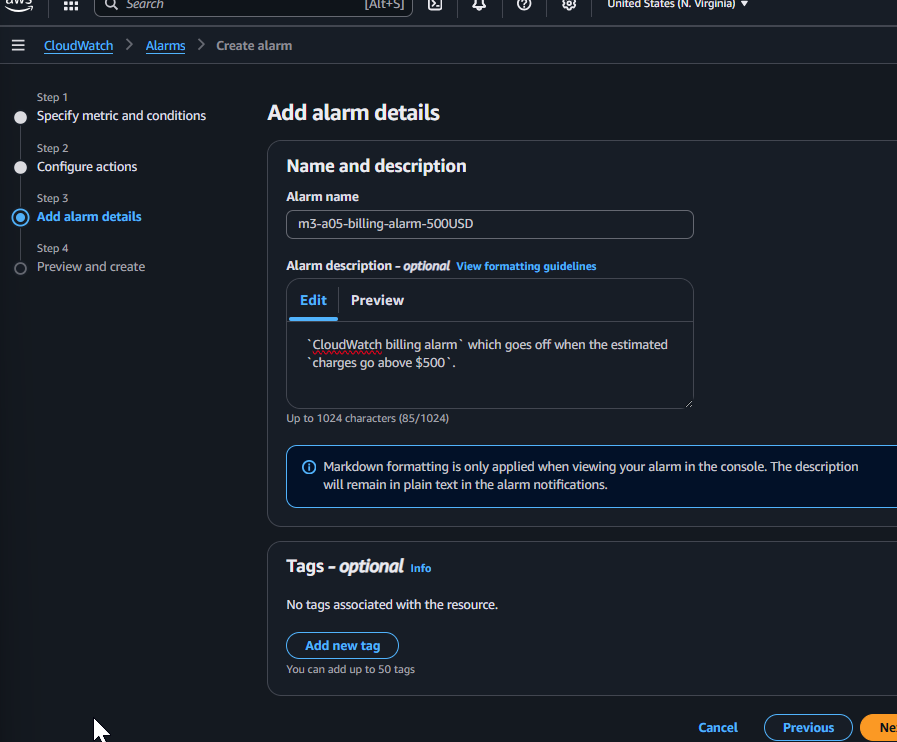 aws
Search [Alt+S] United States (N. Virginia)
CloudWatch > Alarms > Create alarm
Step 1
Specify metric and conditions
Step 2
Configure actions
Step 3
Add alarm details
Step 4
Preview and create
Add alarm details
Name and description
Alarm name
m3-a05-billing-alarm-500USD
Alarm description - optional View formatting guidelines
Edit Preview
`CloudWatch billing alarm` which goes off when the estimated
`charges go above $500`.
Up to 1024 characters (85/1024)
Markdown formatting is only applied when viewing your alarm in the console. The description
will remain in plain text in the alarm notifications.
Tags - optional Info
No tags associated with the resource.
Add new tag
You can add up to 50 tags
Cancel Previous